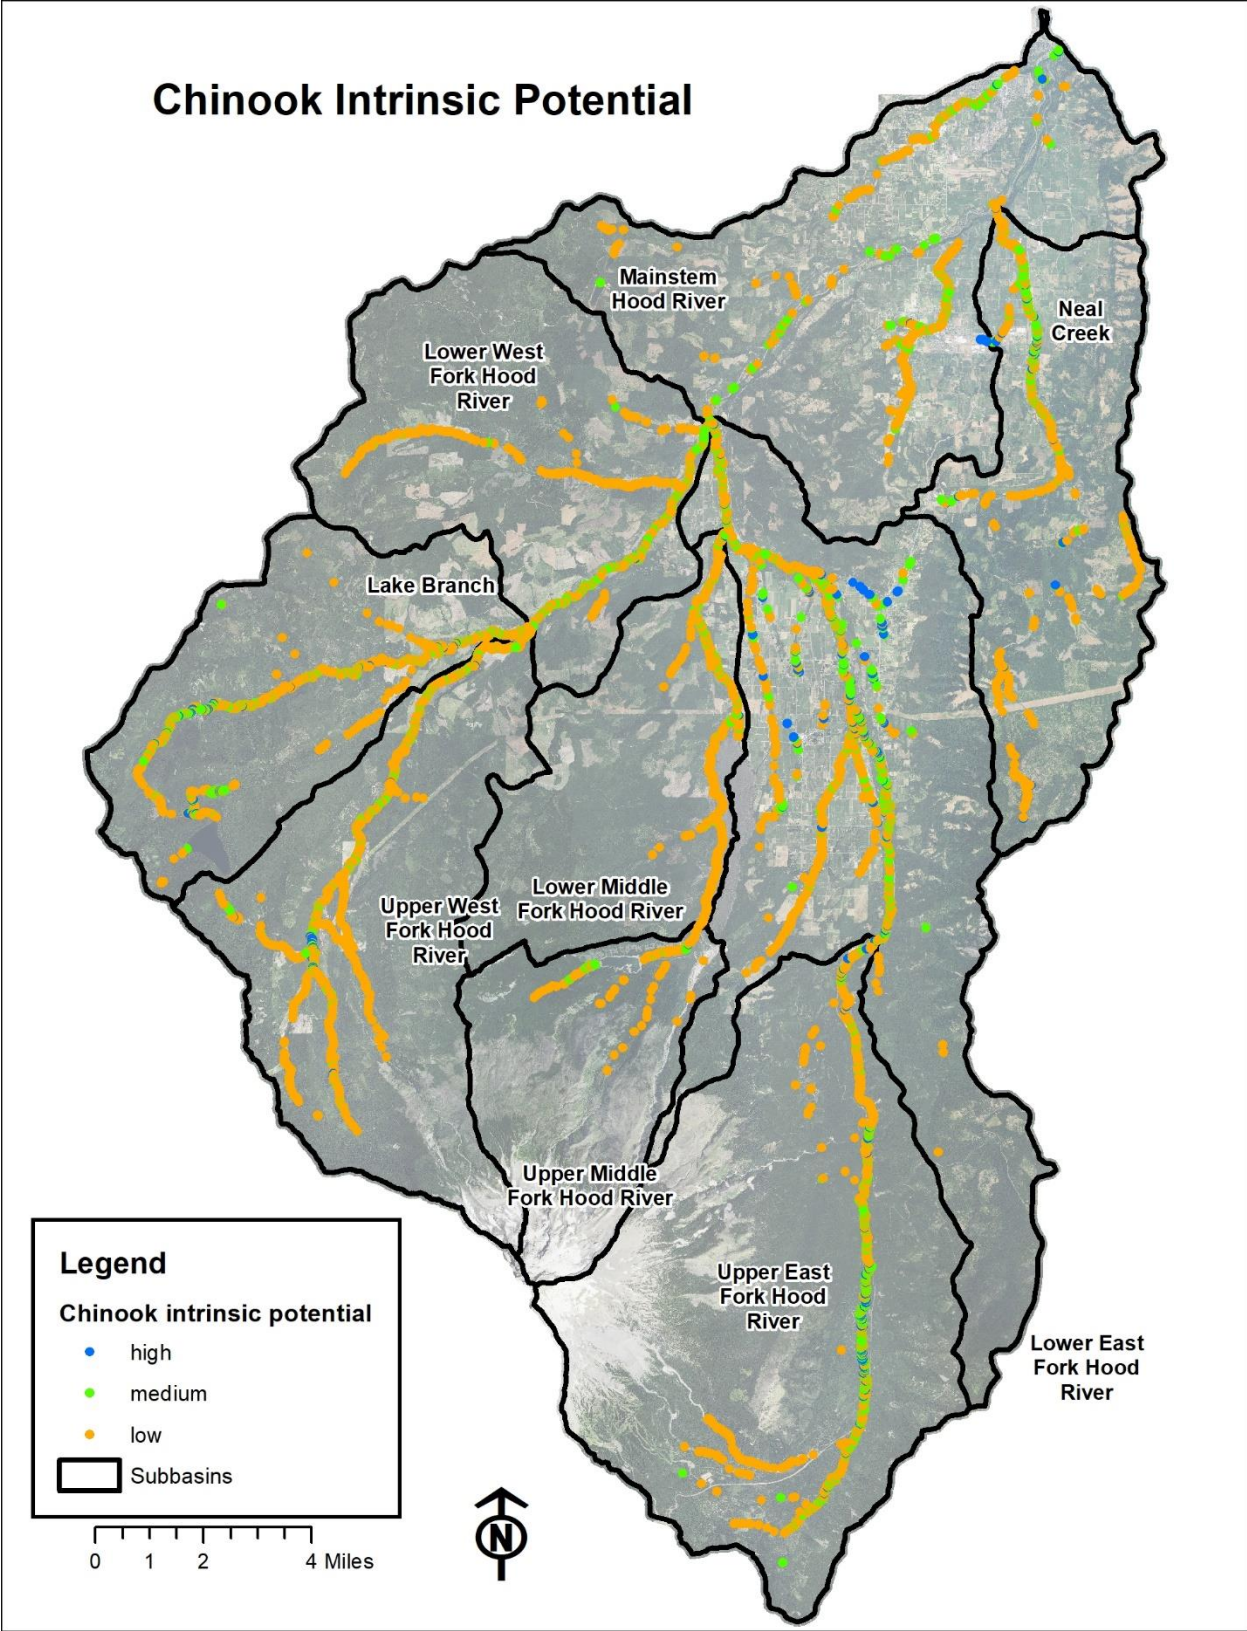 Chinook Intrinsic Potential
Mainstem
Hood River
Neal
Creek
Lower West
Fork Hood
River
Lake Branch
Lower Middle
Fork Hood River
Upper West
Fork Hood
River
Upper Middle
Fork Hood River
Upper East
Fork Hood
River
Lower East
Fork Hood
River
Legend
Chinook intrinsic potential
high
medium
low
Subbasins
0 1 2 4 Miles
N